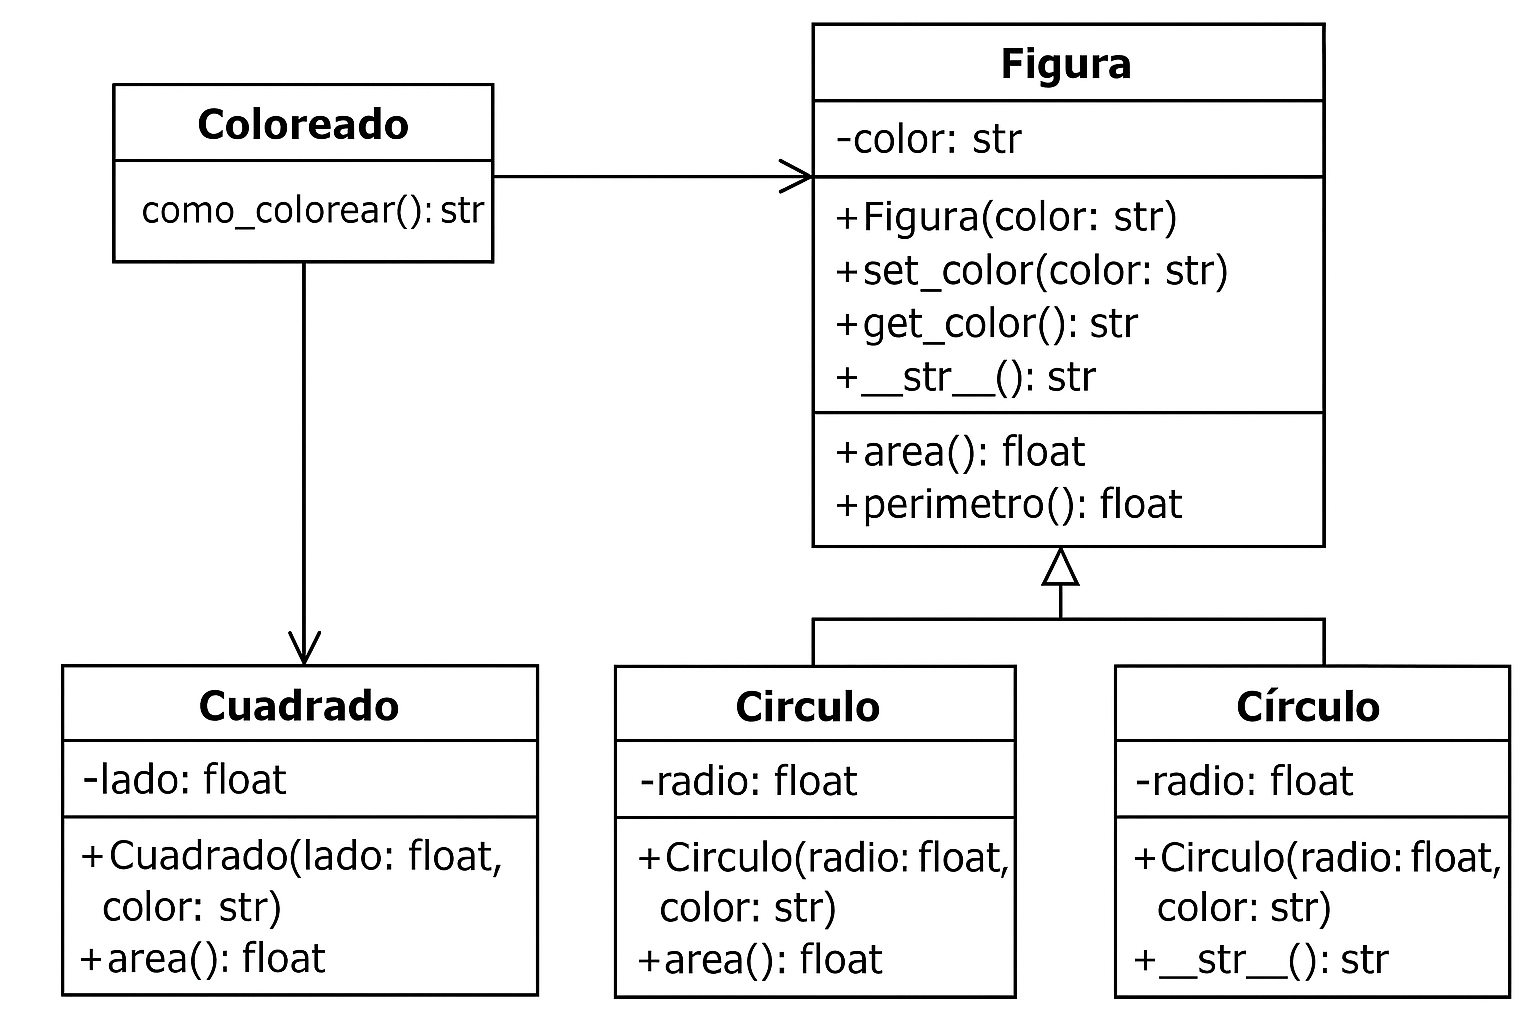 Coloreado
como_colorear(): str
Figura
-color: str
+Figura(color: str)
+set_color(color: str)
+get_color(): str
+__str__(): str
+area(): float
+perimetro(): float
Cuadrado
-lado: float
+Cuadrado(lado: float,
color: str)
+area(): float
Circulo
-radio: float
+Circulo(radio: float,
color: str)
+area(): float
Círculo
-radio: float
+Circulo(radio: float,
color: str)
+__str__(): str